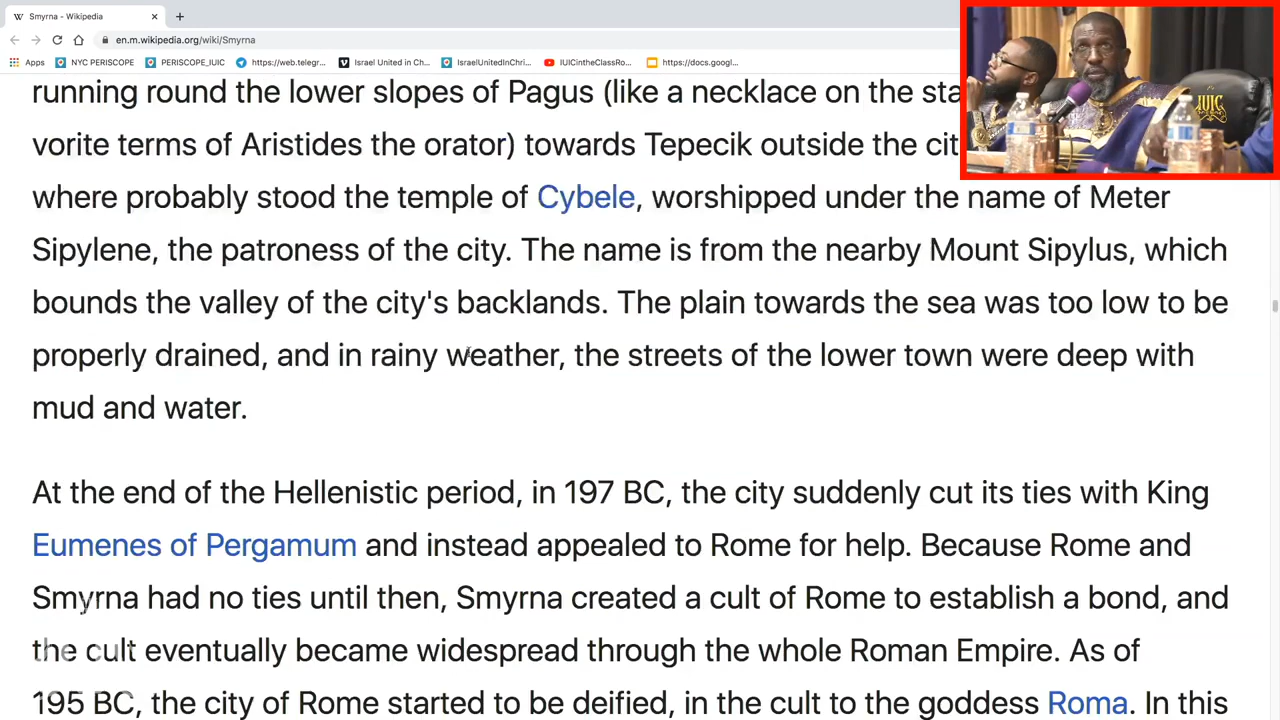 Smyrna - Wikipedia
en.m.wikipedia.org/wiki/Smyrna
Apps NYC PERISCOPE PERISCOPE_IUIC https://web.telegr... Israel United in Ch... IsraelUnitedInChri... IUICintheClassRo... https://docs.googl...
running round the lower slopes of Pagus (like a necklace on the sta
vorite terms of Aristides the orator) towards Tepecik outside the cit
where probably stood the temple of Cybele, worshipped under the name of Meter
Sipylene, the patroness of the city. The name is from the nearby Mount Sipylus, which
bounds the valley of the city's backlands. The plain towards the sea was too low to be
properly drained, and in rainy weather, the streets of the lower town were deep with
mud and water.
At the end of the Hellenistic period, in 197 BC, the city suddenly cut its ties with King
Eumenes of Pergamum and instead appealed to Rome for help. Because Rome and
Smyrna had no ties until then, Smyrna created a cult of Rome to establish a bond, and
the cult eventually became widespread through the whole Roman Empire. As of
195 BC, the city of Rome started to be deified, in the cult to the goddess Roma. In this
IUIC